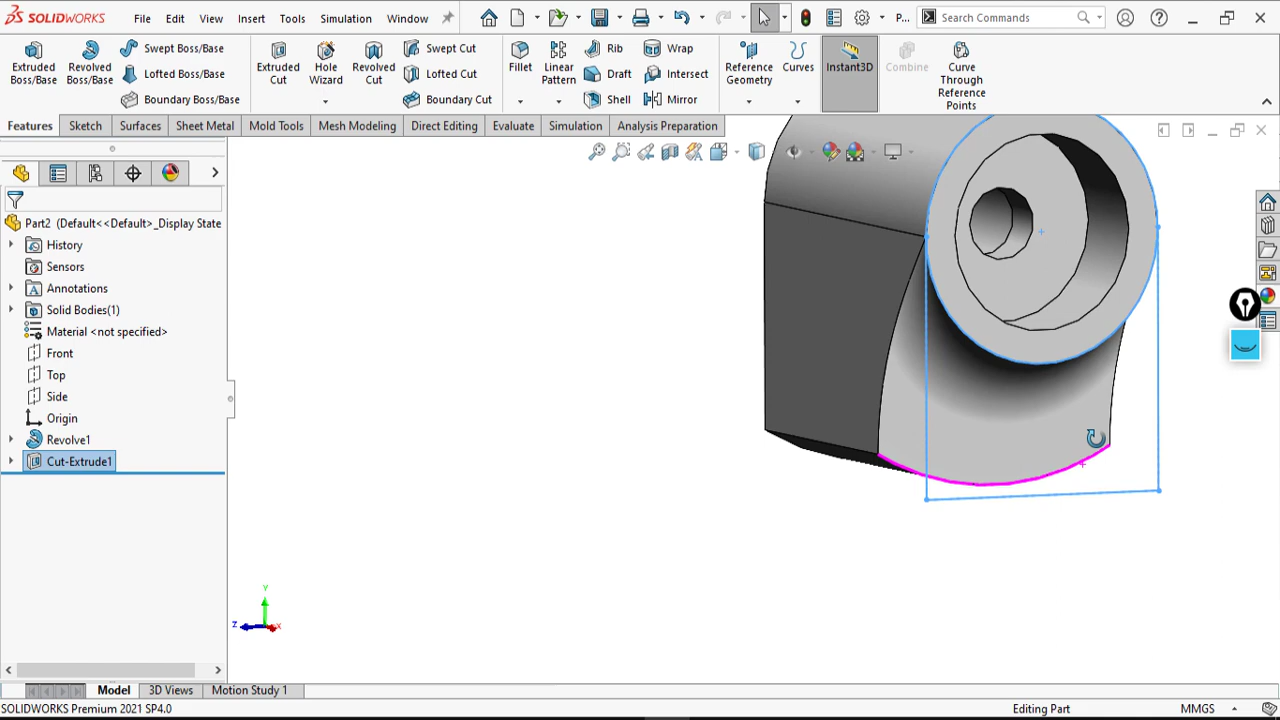 SOLIDWORKS File Edit View Insert Tools Simulation Window P... Search Commands
Extruded Boss/Base
Revolved Boss/Base
Swept Boss/Base
Lofted Boss/Base
Boundary Boss/Base
Extruded Cut
Hole Wizard
Revolved Cut
Swept Cut
Lofted Cut
Boundary Cut
Fillet
Linear Pattern
Rib
Draft
Shell
Wrap
Intersect
Mirror
Reference Geometry
Curves
Instant3D
Combine
Curve Through Reference Points
Features Sketch Surfaces Sheet Metal Mold Tools Mesh Modeling Direct Editing Evaluate Simulation Analysis Preparation
Part2 (Default<<Default>_Display State
History
Sensors
Annotations
Solid Bodies(1)
Material <not specified>
Front
Top
Side
Origin
Revolve1
Cut-Extrude1
Y
Z X
Model 3D Views Motion Study 1
SOLIDWORKS Premium 2021 SP4.0 Editing Part MMGS